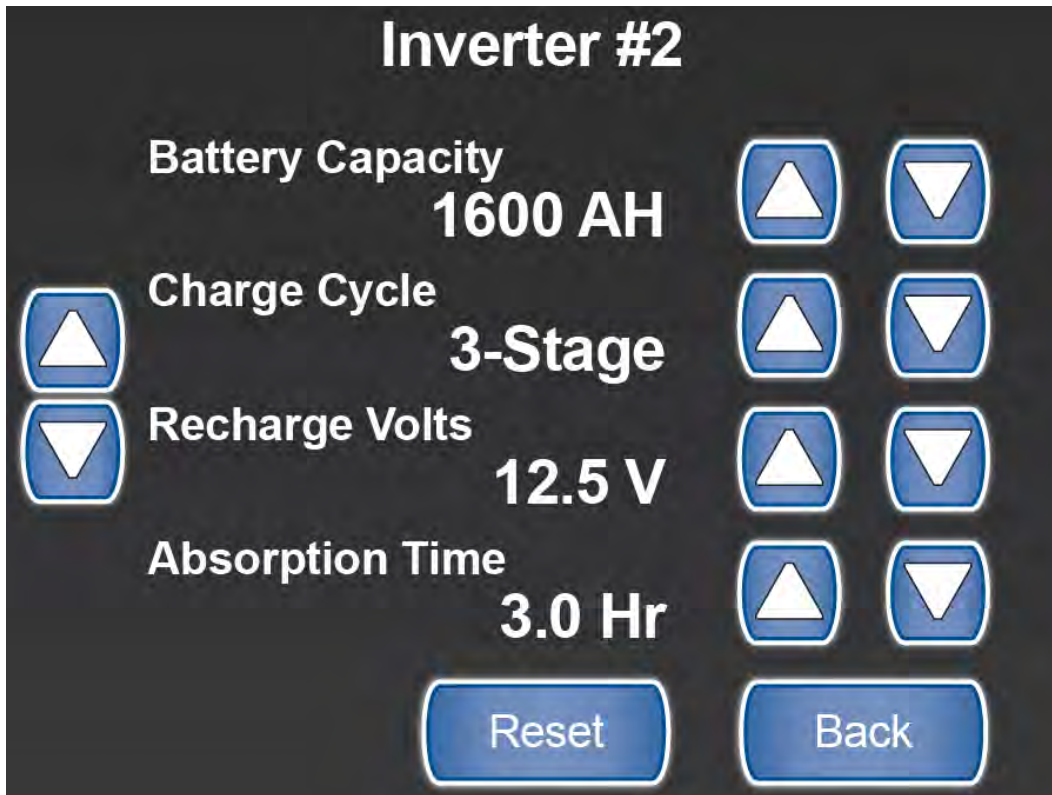 Inverter #2
Battery Capacity
1600 AH
Charge Cycle
3-Stage
Recharge Volts
12.5 V
Absorption Time
3.0 Hr
Reset Back